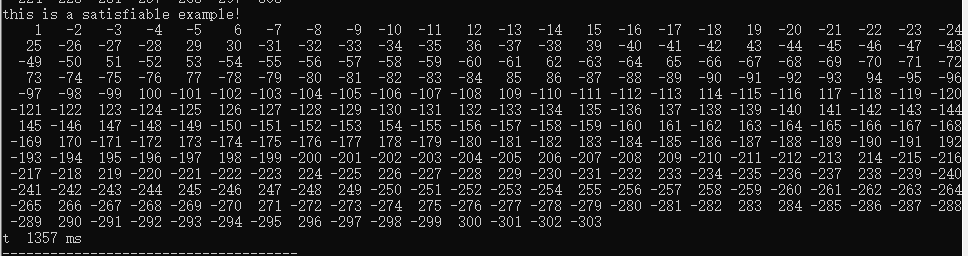 this is a satisfiable example!
1 -2 -3 -4 -5 6 -7 -8 -9 -10 -11 12 -13 -14 15 -16 -17 -18 19 -20 -21 -22 -23 -24
25 -26 -27 -28 29 30 -31 -32 -33 -34 -35 36 -37 -38 39 -40 -41 -42 43 -44 -45 -46 -47 -48
-49 -50 51 -52 53 -54 -55 -56 -57 -58 -59 -60 -61 62 -63 -64 65 -66 -67 -68 -69 -70 -71 -72
73 -74 -75 -76 77 -78 -79 -80 -81 -82 -83 -84 85 86 -87 -88 -89 -90 -91 -92 -93 94 -95 -96
-97 -98 -99 100 -101 -102 -103 -104 -105 -106 -107 -108 109 -110 -111 -112 -113 114 -115 -116 117 -118 -119 -120
-121 -122 123 -124 -125 126 -127 -128 -129 -130 -131 132 -133 -134 135 -136 137 -138 -139 -140 141 -142 -143 -144
145 -146 147 -148 -149 -150 -151 -152 -153 154 -155 -156 -157 -158 -159 -160 161 -162 163 -164 -165 -166 -167 -168
-169 170 -171 -172 173 -174 -175 -176 -177 178 -179 -180 -181 -182 183 -184 -185 -186 -187 -188 -189 -190 -191 192
-193 -194 195 -196 -197 198 -199 -200 -201 -202 -203 -204 -205 206 -207 -208 209 -210 -211 -212 -213 214 -215 -216
-217 -218 219 -220 -221 -222 -223 224 -225 -226 -227 -228 229 -230 -231 232 -233 -234 -235 -236 -237 238 -239 -240
-241 -242 -243 -244 245 -246 247 -248 249 -250 -251 -252 -253 -254 255 -256 -257 258 -259 -260 -261 -262 -263 -264
-265 266 -267 -268 -269 -270 271 -272 -273 -274 275 -276 -277 -278 -279 -280 -281 -282 283 284 -285 -286 -287 -288
-289 290 -291 -292 -293 -294 -295 296 -297 -298 -299 300 -301 -302 -303
t 1357 ms
-------------------------------------